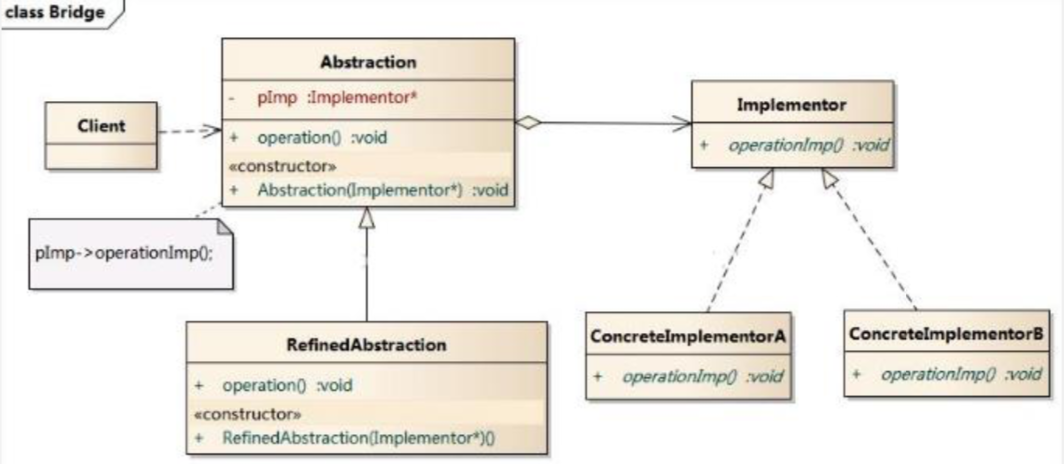 class Bridge
Abstraction
- pImp :Implementor*
+ operation() :void
«constructor»
+ Abstraction(Implementor*) :void
Client
Implementor
+ operationImp() :void
pImp->operationImp();
RefinedAbstraction
+ operation() :void
«constructor»
+ RefinedAbstraction(Implementor*)()
ConcreteImplementorA
+ operationImp() :void
ConcreteImplementorB
+ operationImp() :void